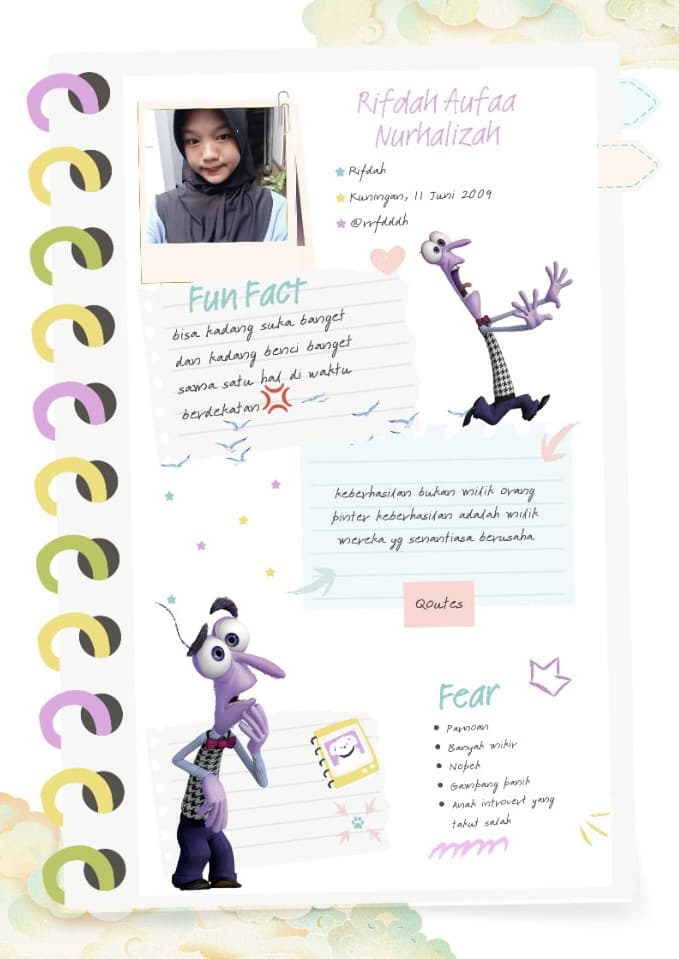 Rifdah Aufaa
Nurhalizah
Rifdah
Kuningan, 11 Juni 2009
@rrfdddh
Fun Fact
bisa kadang suka banget
dan kadang benci banget
sama satu hal di waktu
berdekatan
keberhasilan bukan milik orang
pinter keberhasilan adalah milik
mereka yg senantiasa berusaha
Qoutes
Fear
Parnoan
Banyak mikir
Nolep
Gampang panik
Anak introvert yang
takut salah